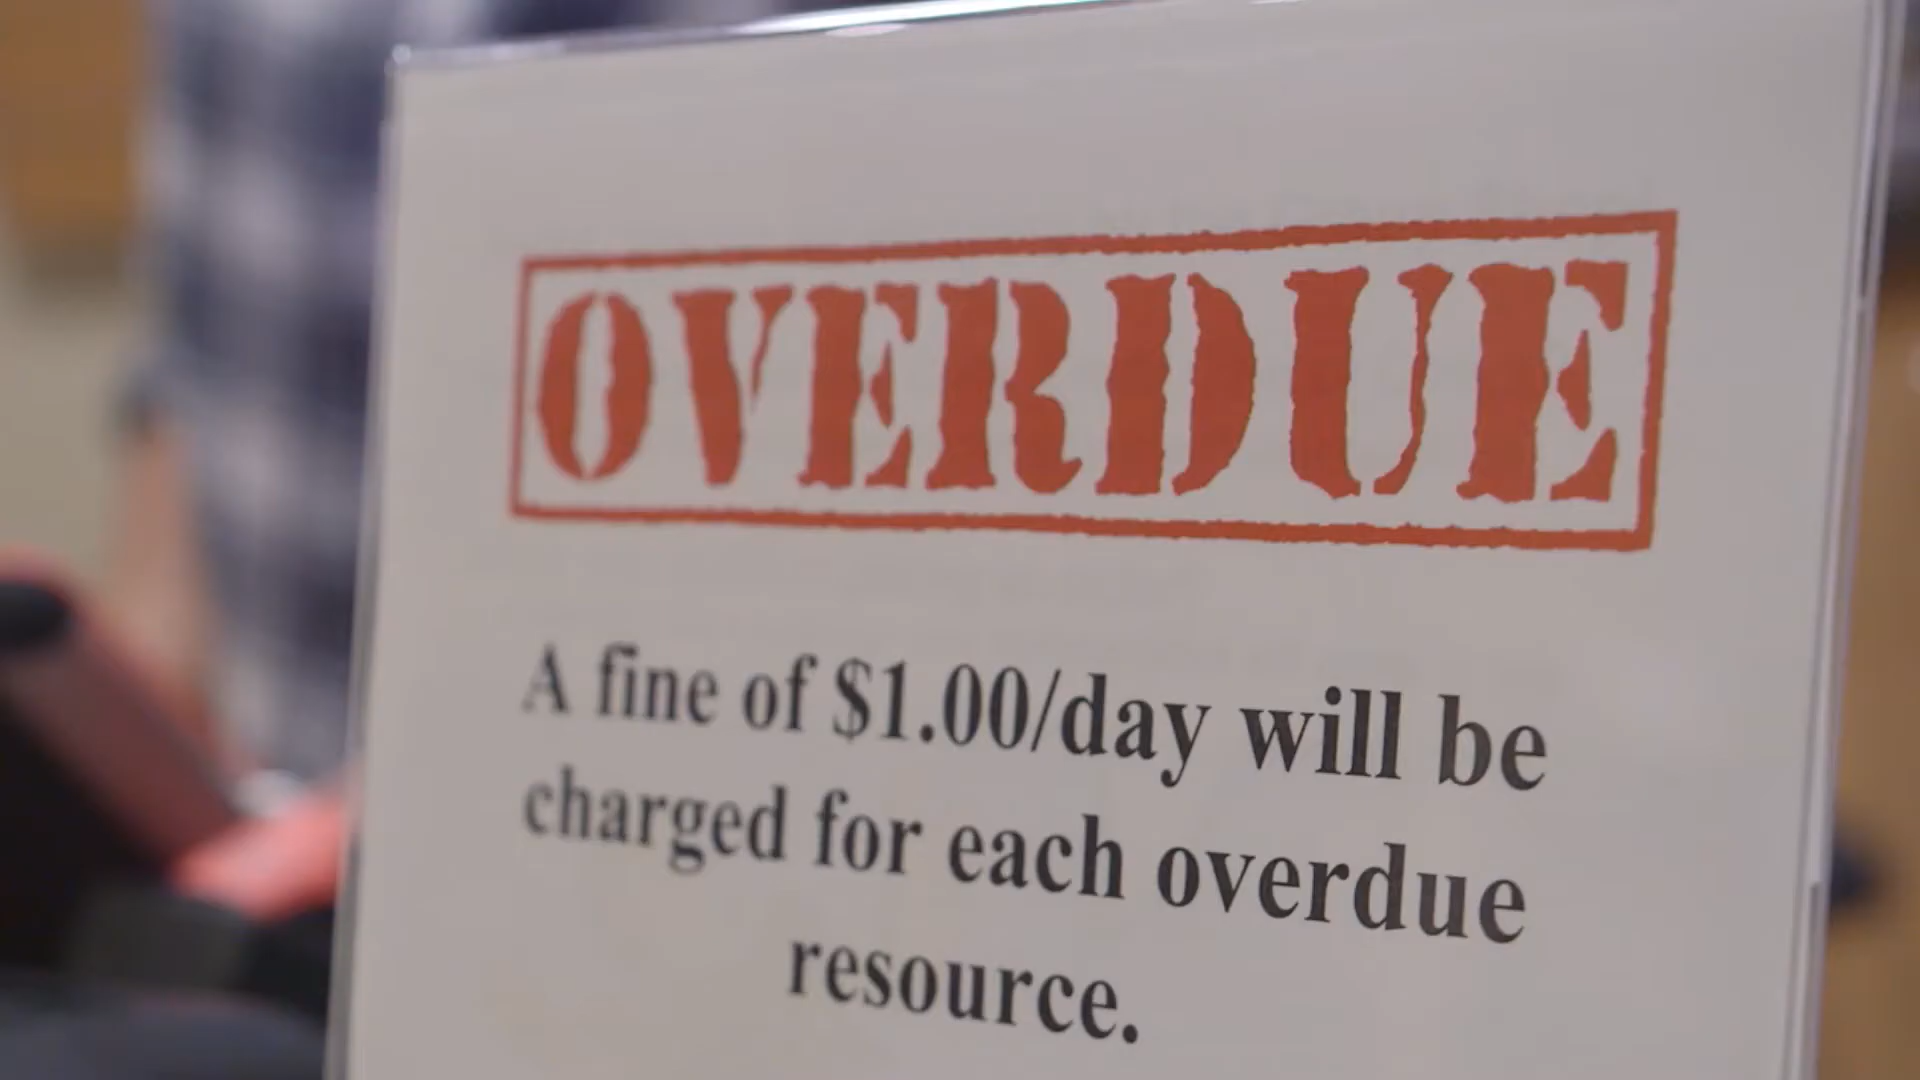 OVERDUE
A fine of $1.00/day will be
charged for each overdue
resource.